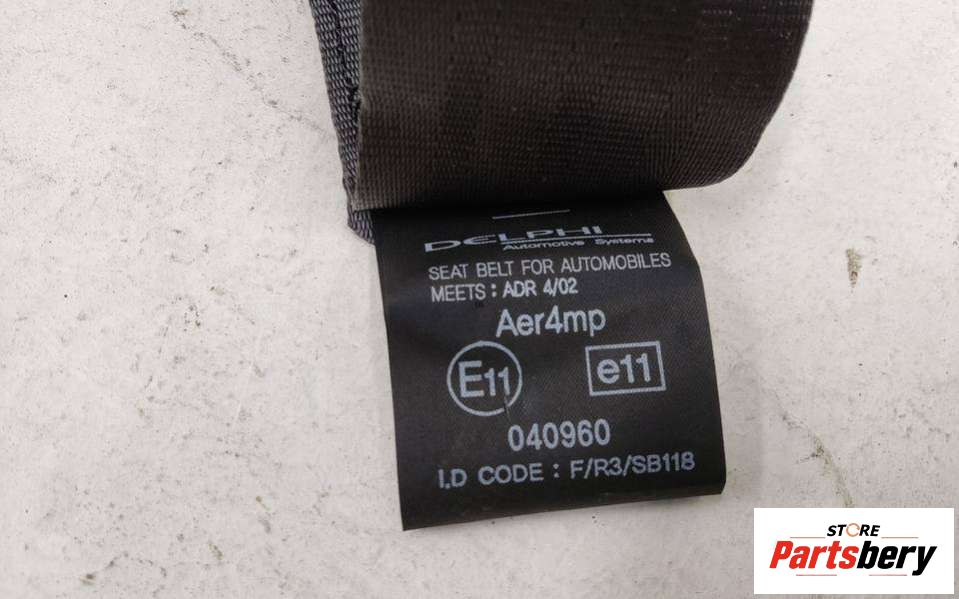 DELPHI
Automotive Systems
SEAT BELT FOR AUTOMOBILES
MEETS : ADR 4/02
Aer4mp
E11 e11
040960
I.D CODE : F/R3/SB118
STORE
Partsbery